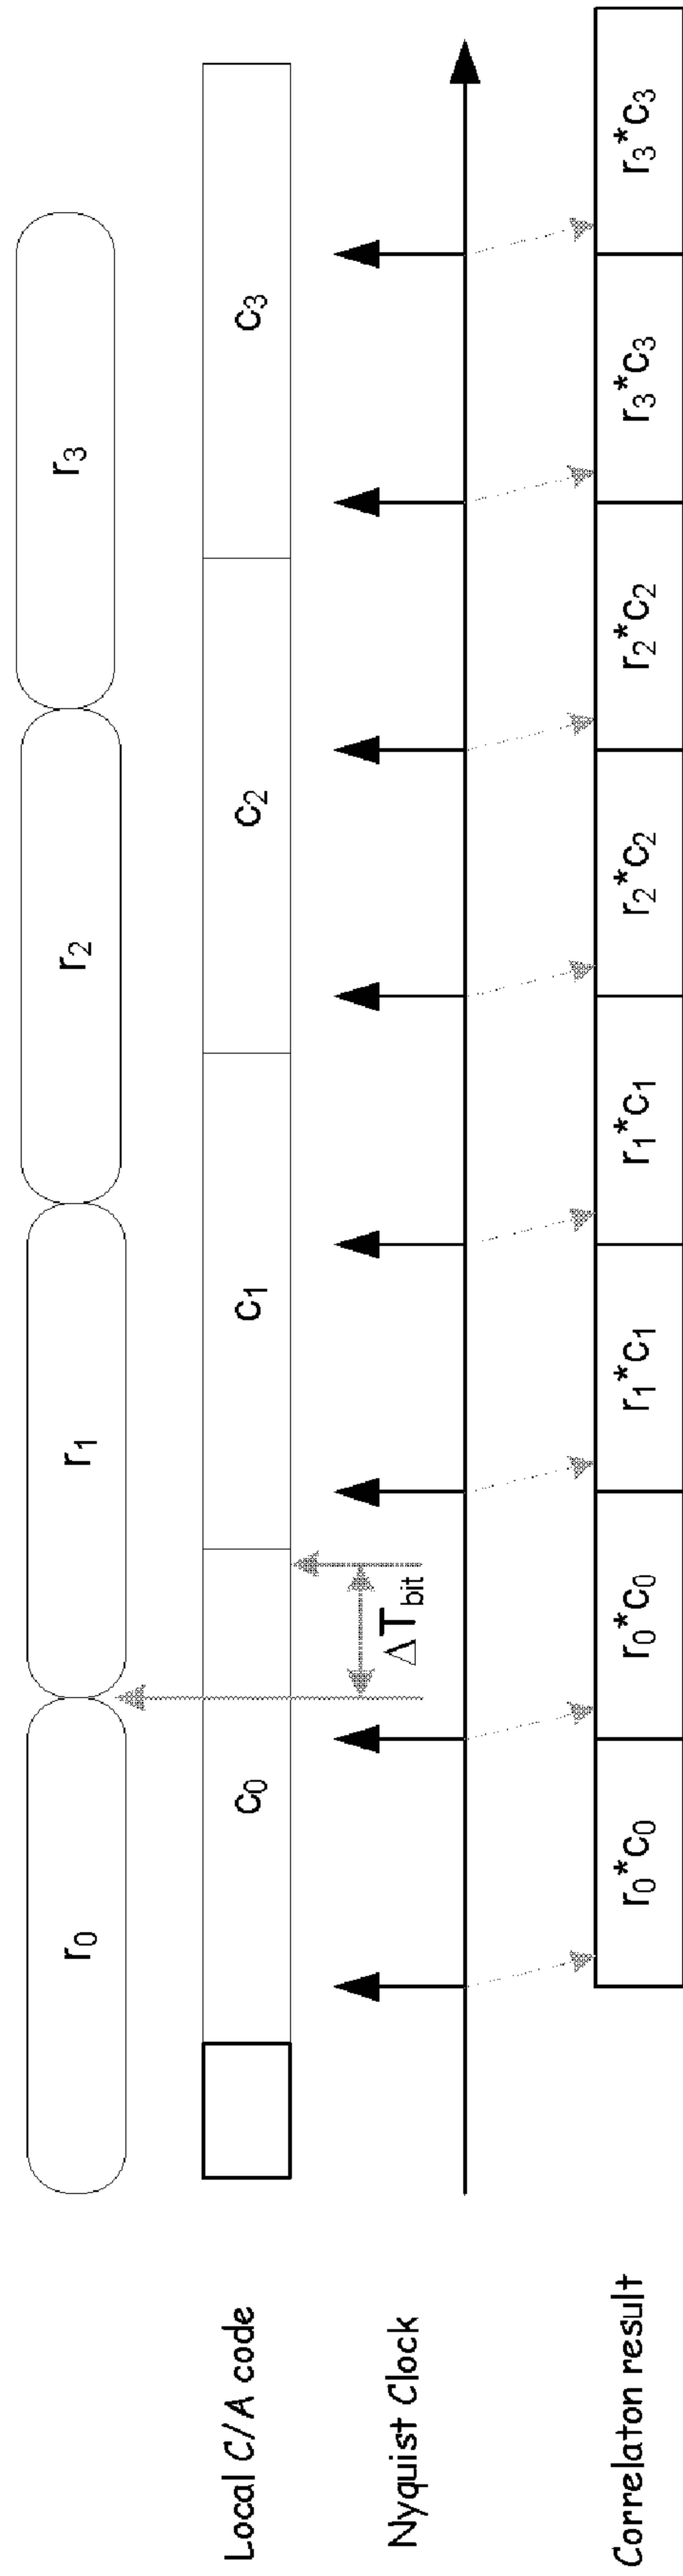 r0 r1 r2 r3
Local C/A code c0 c1 c2 c3
ΔTbit
Nyquist Clock
Correlaton result r0*c0 r0*c0 r1*c1 r1*c1 r2*c2 r2*c2 r3*c3 r3*c3